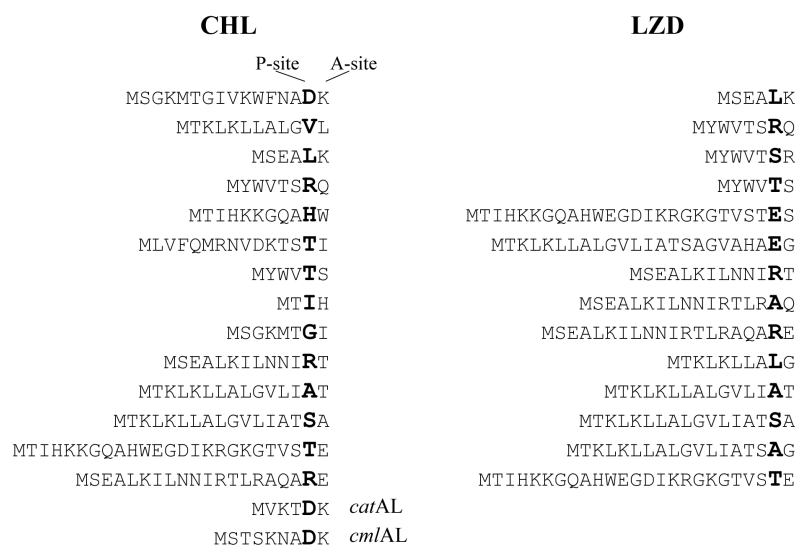 CHL
P-site A-site
MSGKMTGIVKWFNADK
MTKLKLLALGVL
MSEALK
MYWVTSRQ
MTIHKKGQAHW
MLVFQMRNVDKTSTI
MYWVTS
MTIH
MSGKMTGI
MSEALKILNNIRT
MTKLKLLALGVLIAT
MTKLKLLALGVLIATSA
MTIHKKGQAHWEGDIKRGKGTVSTE
MSEALKILNNIRTLRAQARE
MVKTDK catAL
MSTSKNADK cmlAL
LZD
MSEALK
MYWVTSRQ
MYWVTSR
MYWVTS
MTIHKKGQAHWEGDIKRGKGTVSTES
MTKLKLLALGVLIATSAGVAHAEG
MSEALKILNNIRT
MSEALKILNNIRTLRAQ
MSEALKILNNIRTLRAQARE
MTKLKLLALG
MTKLKLLALGVLIAT
MTKLKLLALGVLIATSA
MTKLKLLALGVLIATSAG
MTIHKKGQAHWEGDIKRGKGTVSTE